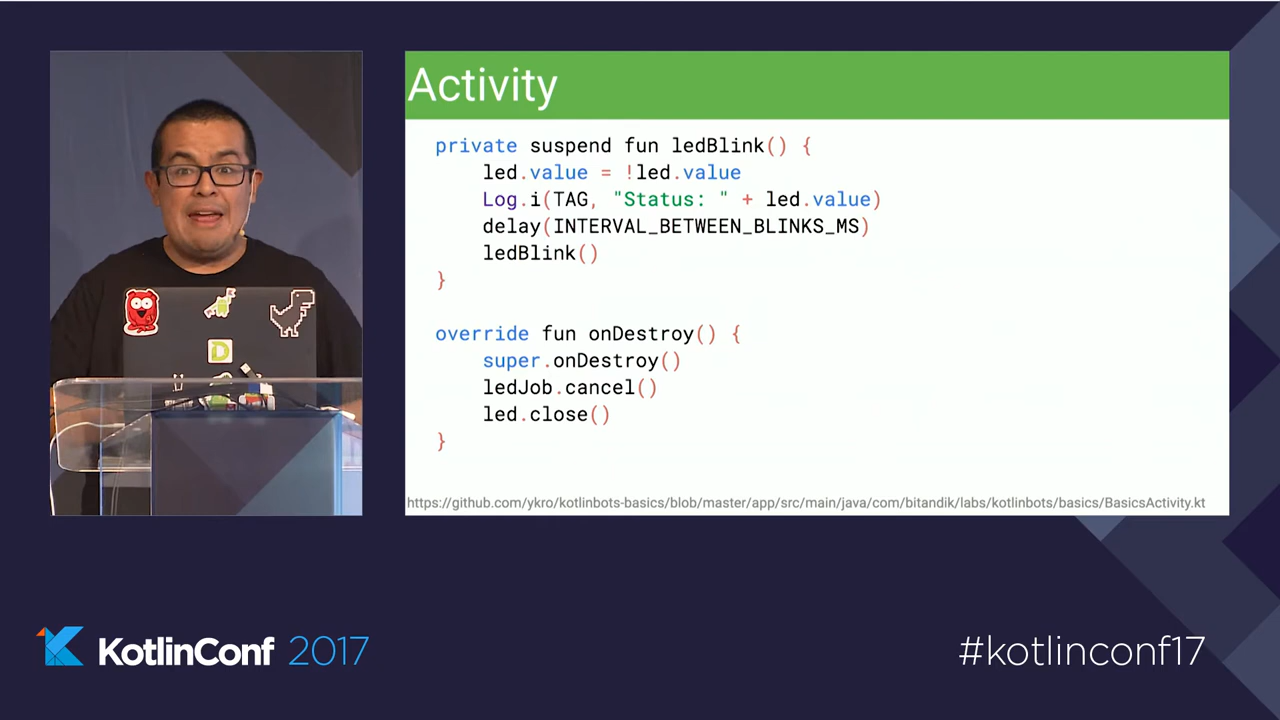 Activity
private suspend fun ledBlink() {
led.value = !led.value
Log.i(TAG, "Status: " + led.value)
delay(INTERVAL_BETWEEN_BLINKS_MS)
ledBlink()
}
override fun onDestroy() {
super.onDestroy()
ledJob.cancel()
led.close()
}
https://github.com/ykro/kotlinbots-basics/blob/master/app/src/main/java/com/bitandik/labs/kotlinbots/basics/BasicsActivity.kt
D
KotlinConf 2017
#kotlinconf17